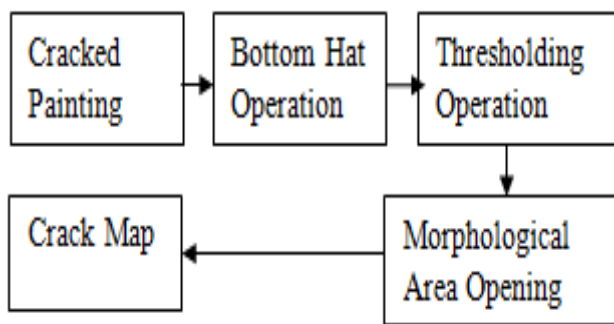 Cracked
Painting
Bottom Hat
Operation
Thresholding
Operation
Crack Map
Morphological
Area Opening